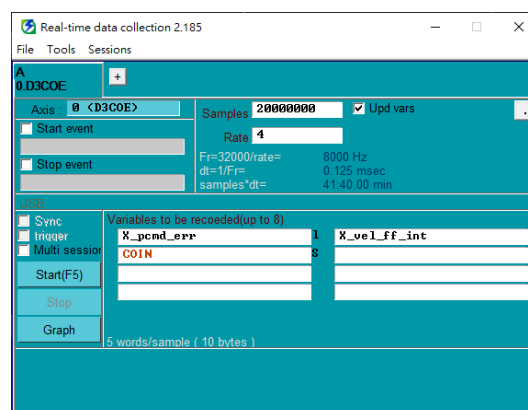 Real-time data collection 2.185
File Tools Sessions
A
0.D3COE
+
Axis : 0 (D3COE)
Start event
Stop event
Samples 20000000
Upd vars
Rate 4
Fr=32000/rate= 8000 Hz
dt=1/Fr= 0.125 msec
samples*dt= 41.40.00 min
USB
Sync
trigger
Multi session
Variables to be recoeded(up to 8)
X_pcmd_err l X_vel_ff_int
COIN S
Start(F5)
Stop
Graph
5 words/sample ( 10 bytes )